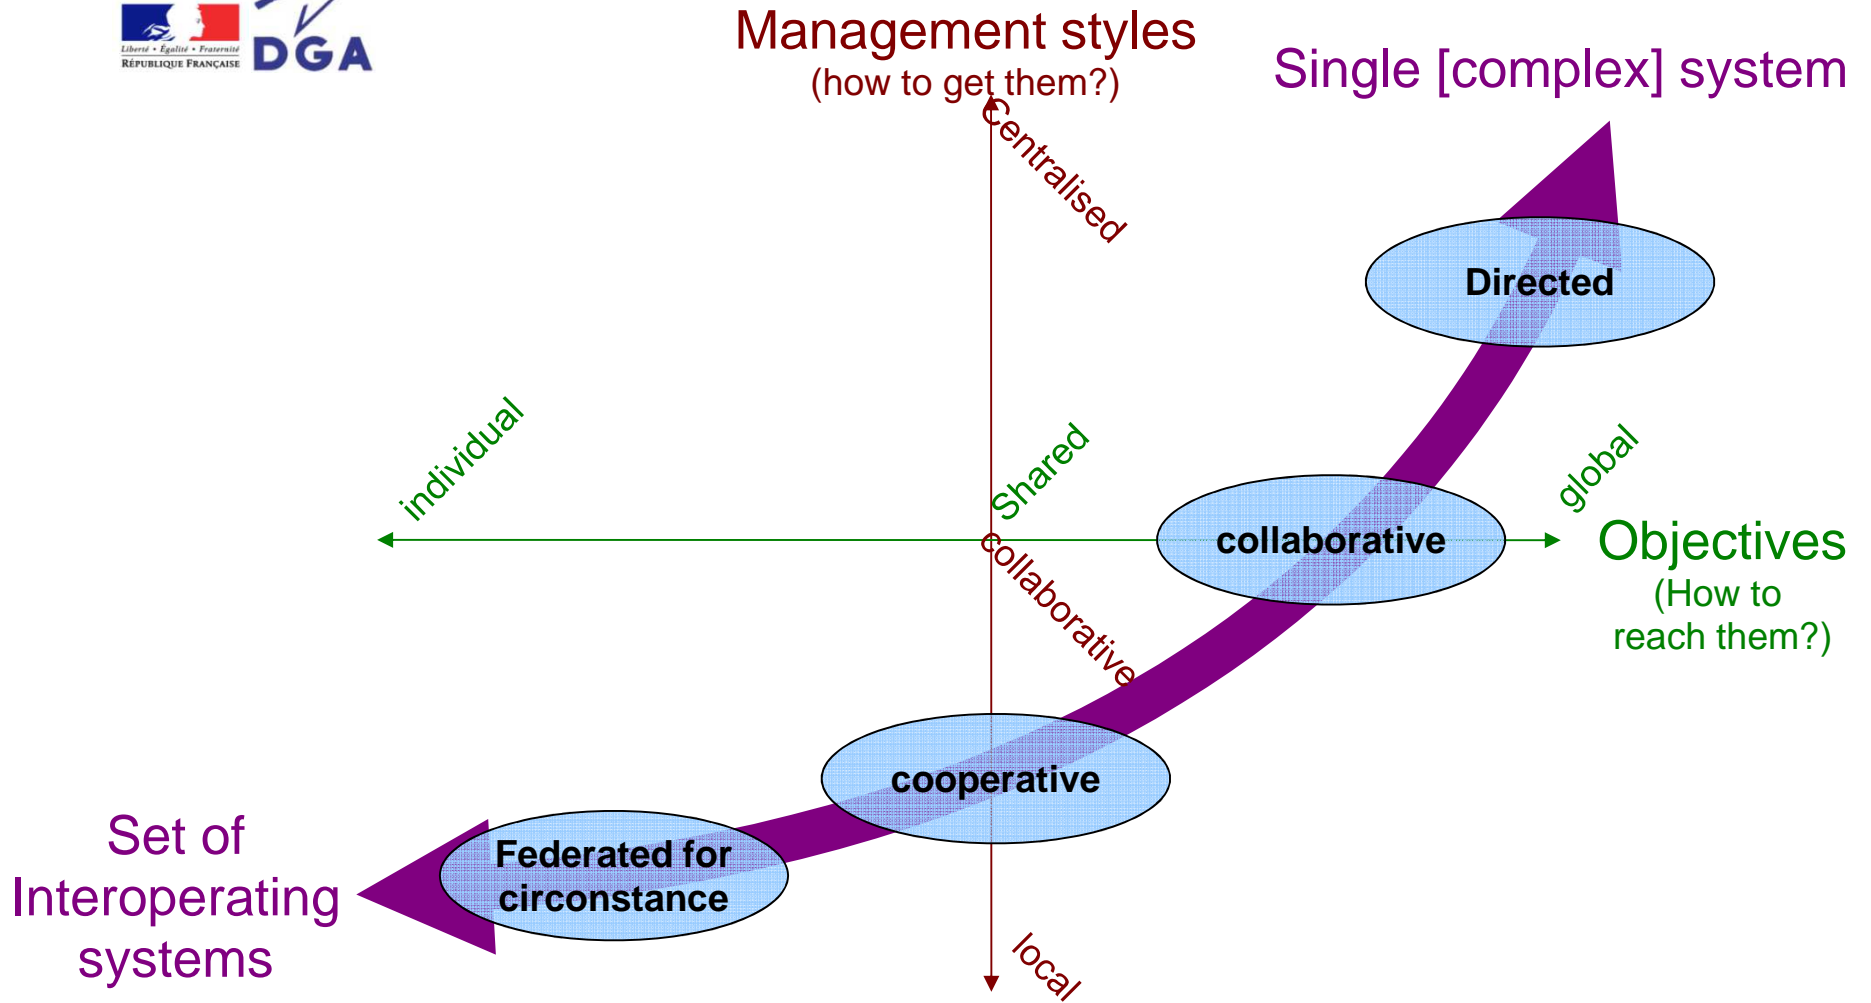 Liberté • Égalité • Fraternité
RÉPUBLIQUE FRANÇAISE
DGA
Management styles
(how to get them?)
Single [complex] system
Centralised
Directed
individual
Shared
global
collaborative
collaborative
Objectives
(How to
reach them?)
cooperative
Federated for
circonstance
Set of
Interoperating
systems
local